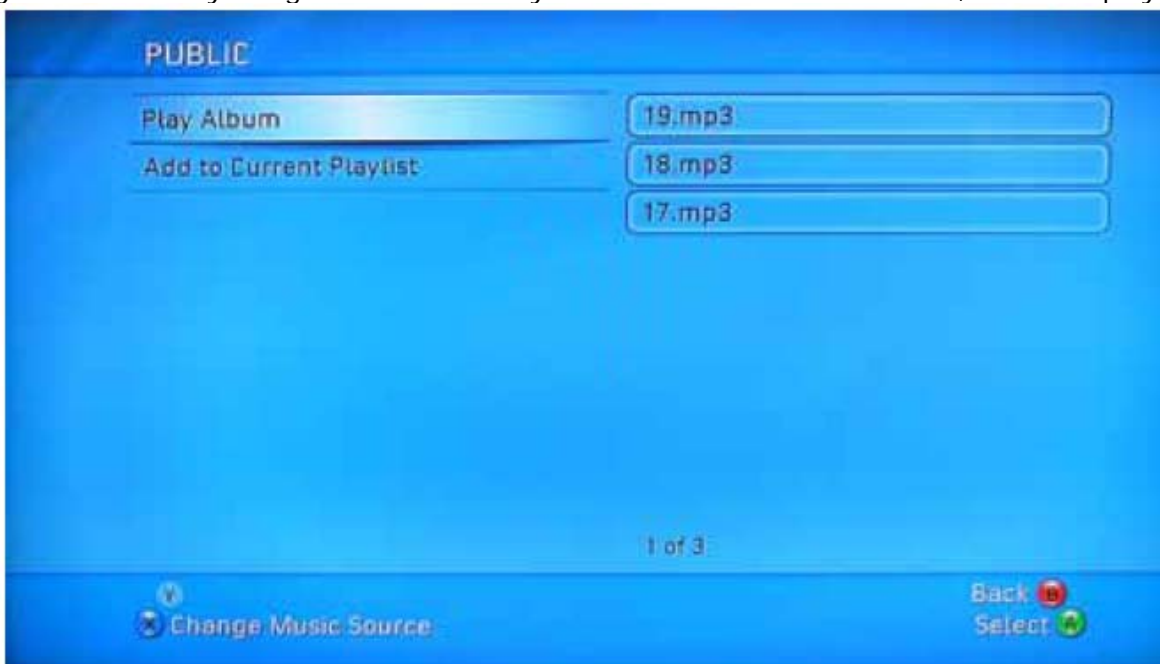 PUBLIC
Play Album
Add to Current Playlist
19.mp3
18.mp3
17.mp3
1 of 3
Y
X Change Music Source
Back B
Select A